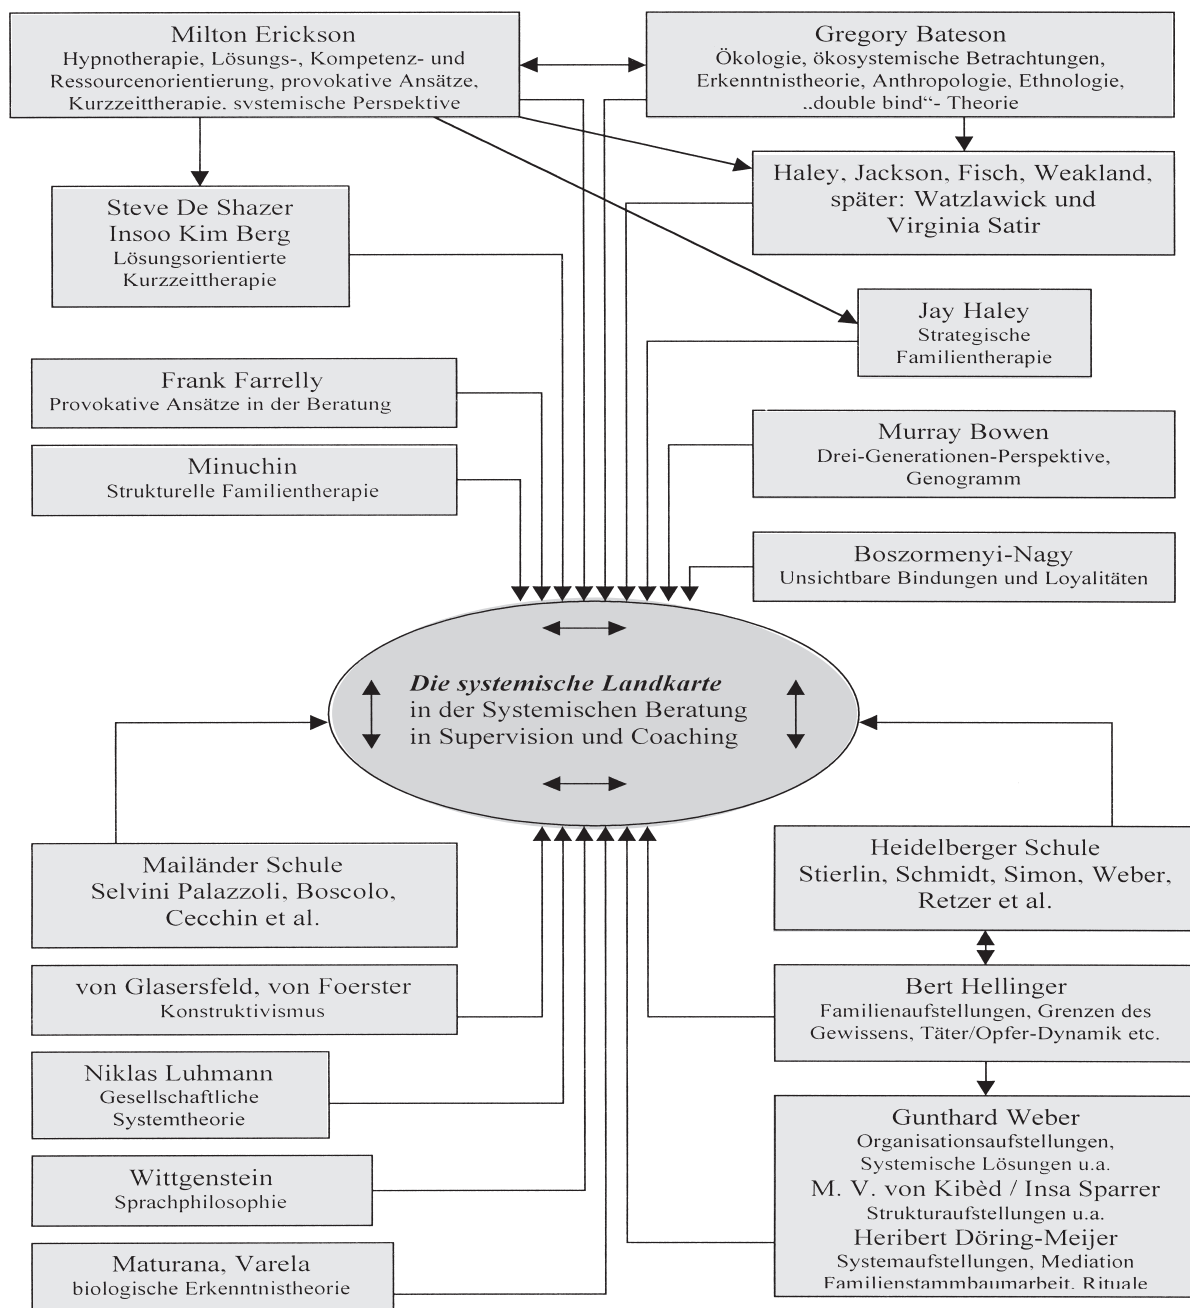 Milton Erickson
Hypnotherapie, Lösungs-, Kompetenz- und
Ressourcenorientierung, provokative Ansätze,
Kurzzeittherapie, systemische Perspektive
Gregory Bateson
Ökologie, ökosystemische Betrachtungen,
Erkenntnistheorie, Anthropologie, Ethnologie,
„double bind“- Theorie
Haley, Jackson, Fisch, Weakland,
später: Watzlawick und
Virginia Satir
Steve De Shazer
Insoo Kim Berg
Lösungsorientierte
Kurzzeittherapie
Jay Haley
Strategische
Familientherapie
Frank Farrelly
Provokative Ansätze in der Beratung
Murray Bowen
Drei-Generationen-Perspektive,
Genogramm
Minuchin
Strukturelle Familientherapie
Boszormenyi-Nagy
Unsichtbare Bindungen und Loyalitäten
Die systemische Landkarte
in der Systemischen Beratung
in Supervision und Coaching
Mailänder Schule
Selvini Palazzoli, Boscolo,
Cecchin et al.
Heidelberger Schule
Stierlin, Schmidt, Simon, Weber,
Retzer et al.
von Glasersfeld, von Foerster
Konstruktivismus
Bert Hellinger
Familienaufstellungen, Grenzen des
Gewissens, Täter/Opfer-Dynamik etc.
Niklas Luhmann
Gesellschaftliche
Systemtheorie
Wittgenstein
Sprachphilosophie
Maturana, Varela
biologische Erkenntnistheorie
Gunthard Weber
Organisationsaufstellungen,
Systemische Lösungen u.a.
M. V. von Kibèd / Insa Sparrer
Strukturaufstellungen u.a.
Heribert Döring-Meijer
Systemaufstellungen, Mediation
Familienstammbaumarbeit, Rituale